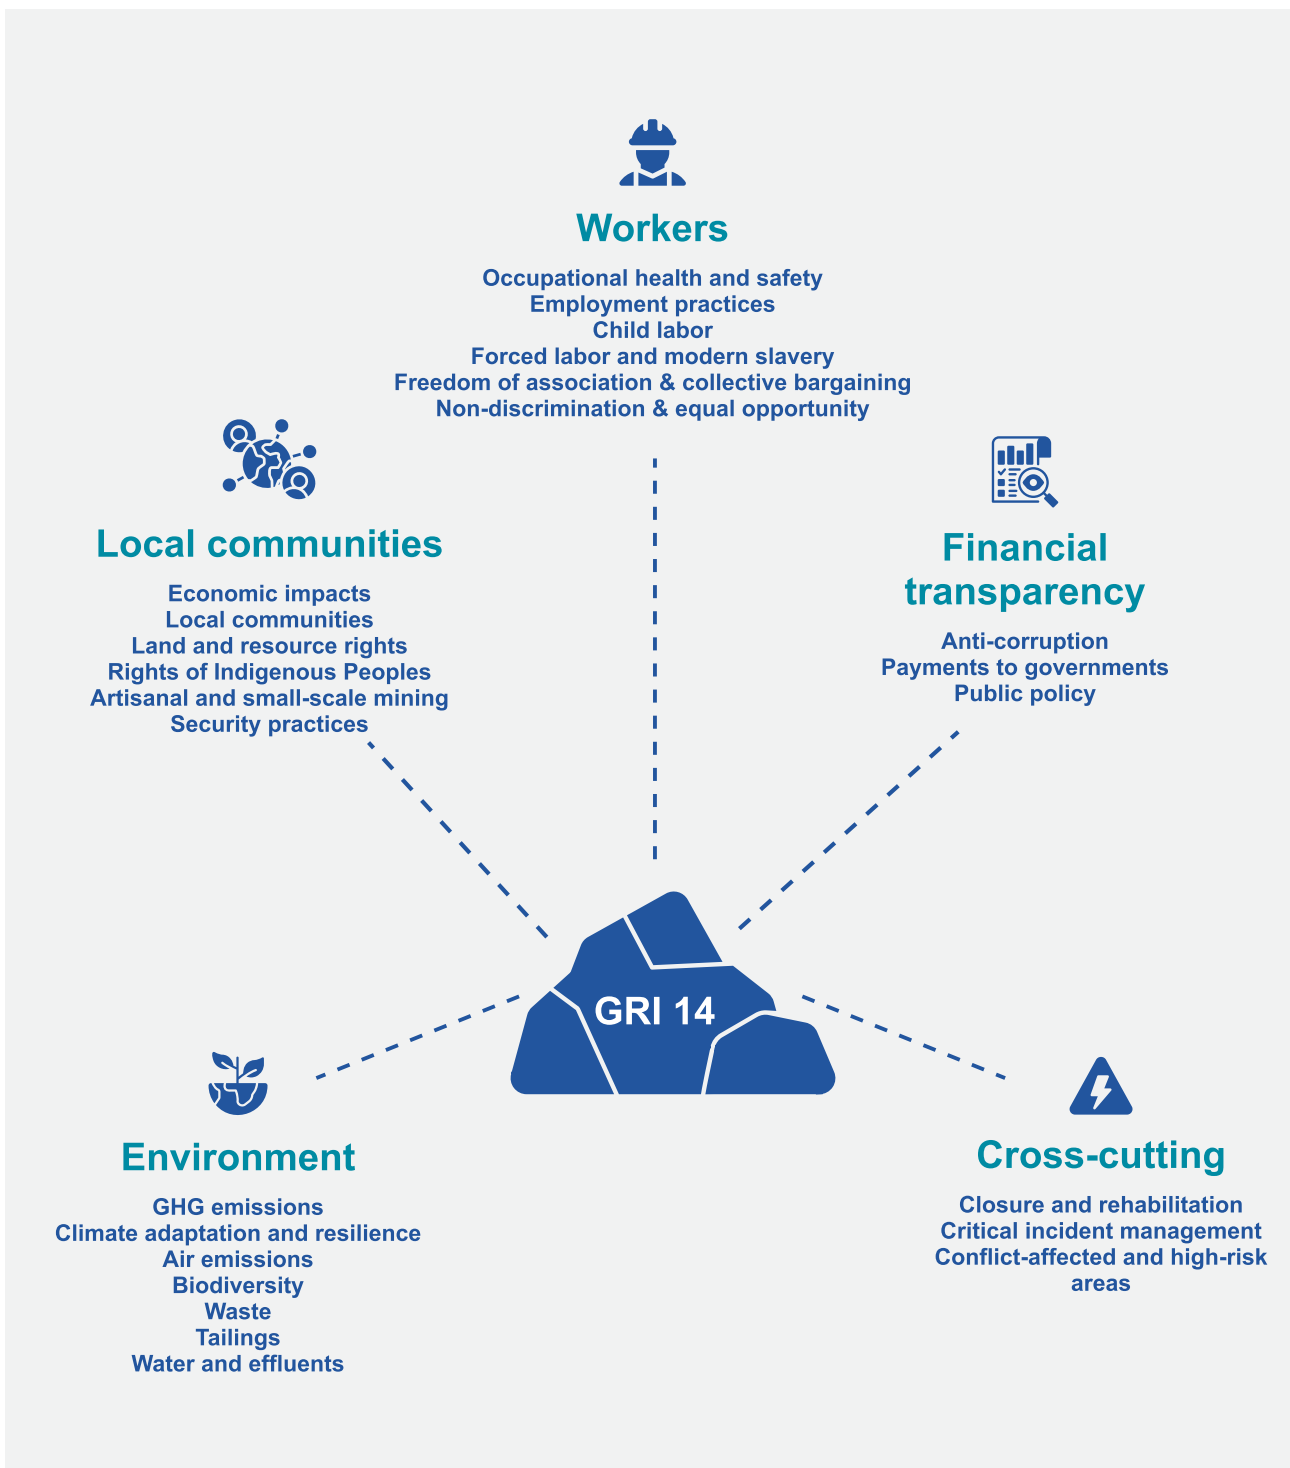 Workers
Occupational health and safety
Employment practices
Child labor
Forced labor and modern slavery
Freedom of association & collective bargaining
Non-discrimination & equal opportunity
Local communities
Economic impacts
Local communities
Land and resource rights
Rights of Indigenous Peoples
Artisanal and small-scale mining
Security practices
Financial
transparency
Anti-corruption
Payments to governments
Public policy
GRI 14
Environment
GHG emissions
Climate adaptation and resilience
Air emissions
Biodiversity
Waste
Tailings
Water and effluents
Cross-cutting
Closure and rehabilitation
Critical incident management
Conflict-affected and high-risk
areas